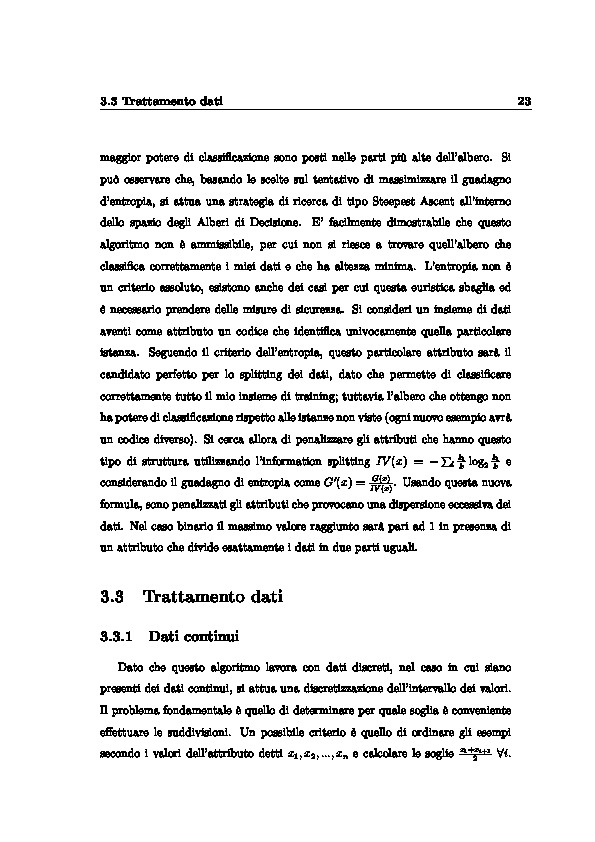 3.3 Trattamento dati 23
maggior potere di classificazione sono posti nelle parti più alte dell'albero. Si
può osservare che, basando le scelte sul tentativo di massimizzare il guadagno
d'entropia, si attua una strategia di ricerca di tipo Steepest Ascent all'interno
dello spazio degli Alberi di Decisione. E' facilmente dimostrabile che questo
algoritmo non è ammissibile, per cui non si riesce a trovare quell'albero che
classifica correttamente i miei dati e che ha altezza minima. L'entropia non è
un criterio assoluto, esistono anche dei casi per cui questa euristica sbaglia ed
è necessario prendere delle misure di sicurezza. Si consideri un insieme di dati
aventi come attributo un codice che identifica univocamente quella particolare
istanza. Seguendo il criterio dell'entropia, questo particolare attributo sarà il
candidato perfetto per lo splitting dei dati, dato che permette di classificare
correttamente tutto il mio insieme di training; tuttavia l'albero che ottengo non
ha potere di classificazione rispetto alle istanze non viste (ogni nuovo esempio avrà
un codice diverso). Si cerca allora di penalizzare gli attributi che hanno questo
tipo di struttura utilizzando l'information splitting IV(x) = − ∑ᵢ bᵢ/b log₂ bᵢ/b e
considerando il guadagno di entropia come G'(x) = G(x)/IV(x). Usando questa nuova
formula, sono penalizzati gli attributi che provocano una dispersione eccessiva dei
dati. Nel caso binario il massimo valore raggiunto sarà pari ad 1 in presenza di
un attributo che divide esattamente i dati in due parti uguali.
3.3 Trattamento dati
3.3.1 Dati continui
Dato che questo algoritmo lavora con dati discreti, nel caso in cui siano
presenti dei dati continui, si attua una discretizzazione dell'intervallo dei valori.
Il problema fondamentale è quello di determinare per quale soglia è conveniente
effettuare le suddivisioni. Un possibile criterio è quello di ordinare gli esempi
secondo i valori dell'attributo detti x₁, x₂, ..., xₙ e calcolare le soglie (xᵢ+xᵢ₊₁)/2 ∀i.